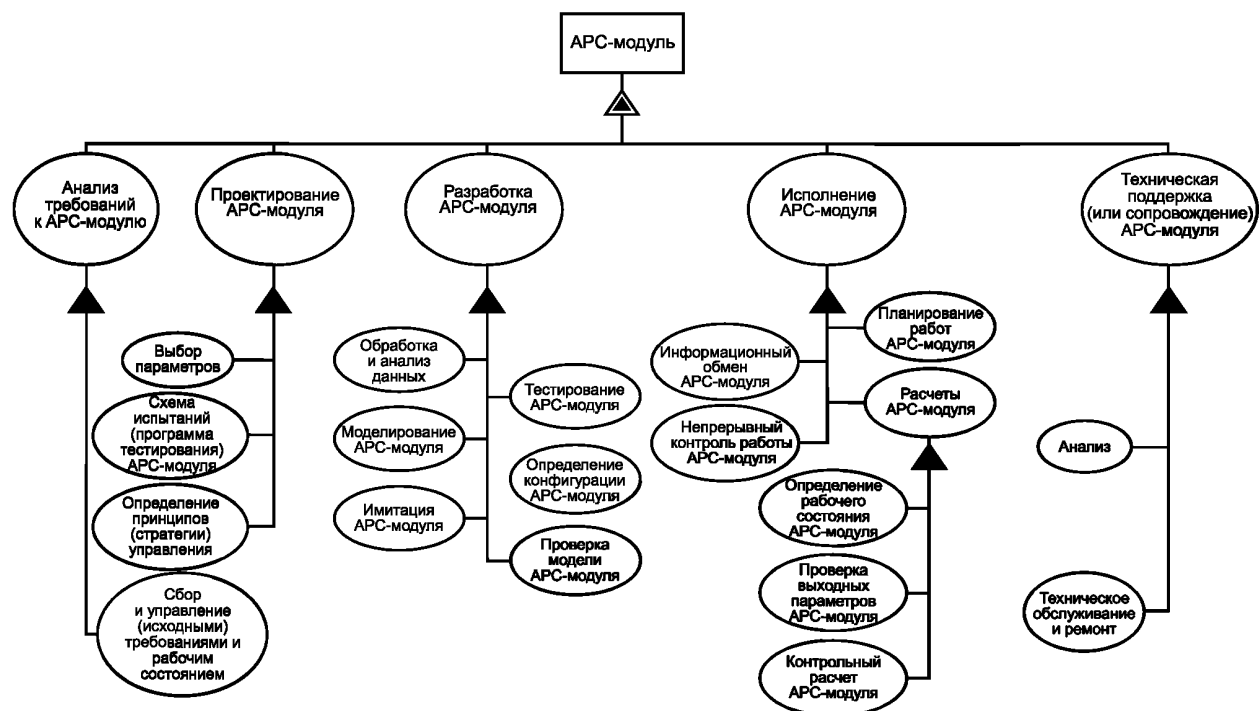 АРС-модуль
Анализ
требований
к АРС-модулю
Проектирование
АРС-модуля
Разработка
АРС-модуля
Исполнение
АРС-модуля
Техническая
поддержка
(или сопровождение)
АРС-модуля
Выбор
параметров
Схема
испытаний
(программа
тестирования)
АРС-модуля
Определение
принципов
(стратегии)
управления
Сбор
и управление
(исходными)
требованиями и
рабочим
состоянием
Обработка
и анализ
данных
Тестирование
АРС-модуля
Моделирование
АРС-модуля
Определение
конфигурации
АРС-модуля
Имитация
АРС-модуля
Проверка
модели
АРС-модуля
Планирование
работ
АРС-модуля
Информационный
обмен
АРС-модуля
Расчеты
АРС-модуля
Непрерывный
контроль работы
АРС-модуля
Определение
рабочего
состояния
АРС-модуля
Проверка
выходных
параметров
АРС-модуля
Контрольный
расчет
АРС-модуля
Анализ
Техническое
обслуживание
и ремонт